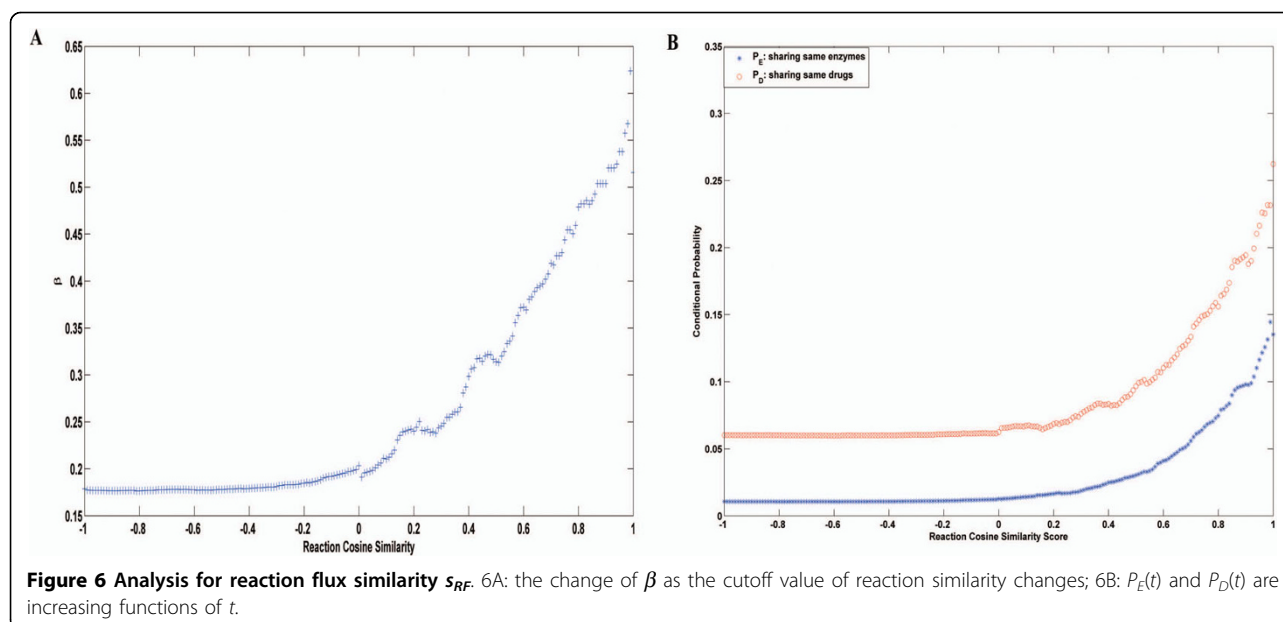 A
0.65
0.6
0.55
0.5
0.45
0.4
0.35
0.3
0.25
0.2
0.15
β
-1 -0.8 -0.6 -0.4 -0.2 0 0.2 0.4 0.6 0.8 1
Reaction Cosine Similarity
B
0.35
0.3
0.25
0.2
0.15
0.1
0.05
0
Conditional Probability
P_E: sharing same enzymes
P_D: sharing same drugs
-1 -0.8 -0.6 -0.4 -0.2 0 0.2 0.4 0.6 0.8 1
Reaction Cosine Similarity Score
Figure 6 Analysis for reaction flux similarity s_RF. 6A: the change of β as the cutoff value of reaction similarity changes; 6B: P_E(t) and P_D(t) are
increasing functions of t.